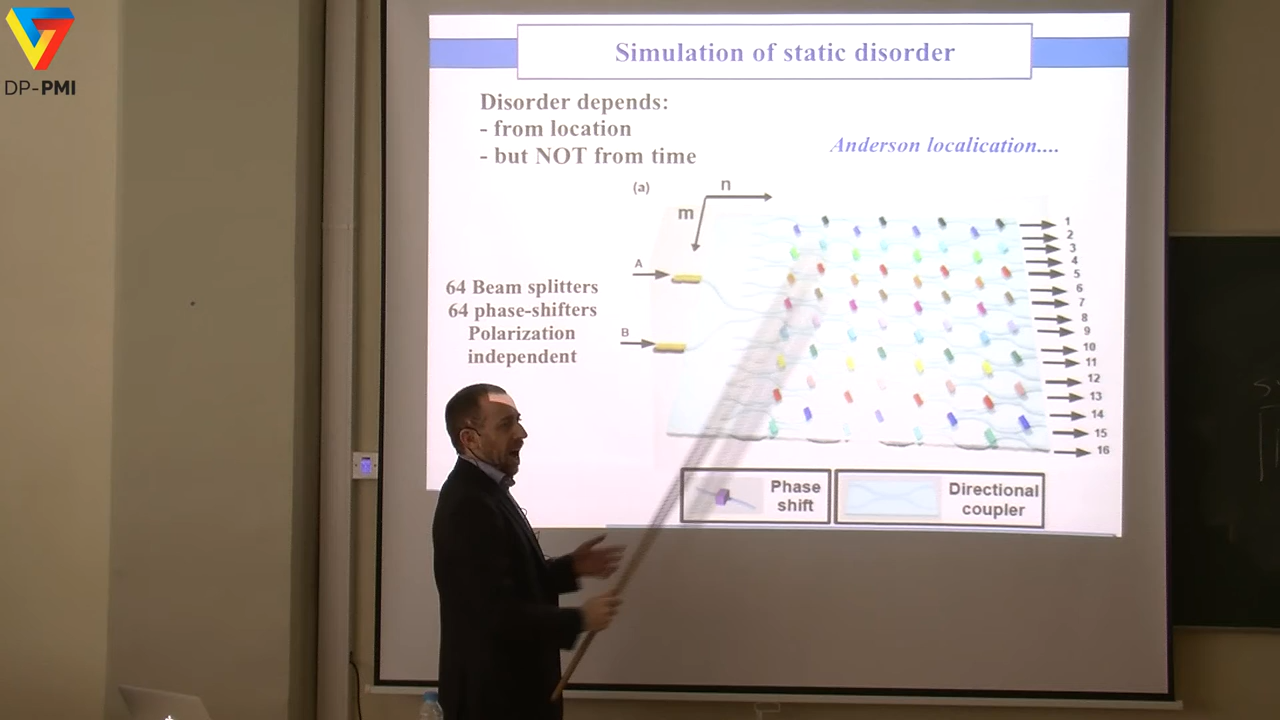 DP-PMI
Simulation of static disorder
Disorder depends:
- from location
- but NOT from time
Anderson localication....
(a)
n
m
A
B
64 Beam splitters
64 phase-shifters
Polarization
independent
1
2
3
4
5
6
7
8
9
10
11
12
13
14
15
16
Phase
shift
Directional
coupler